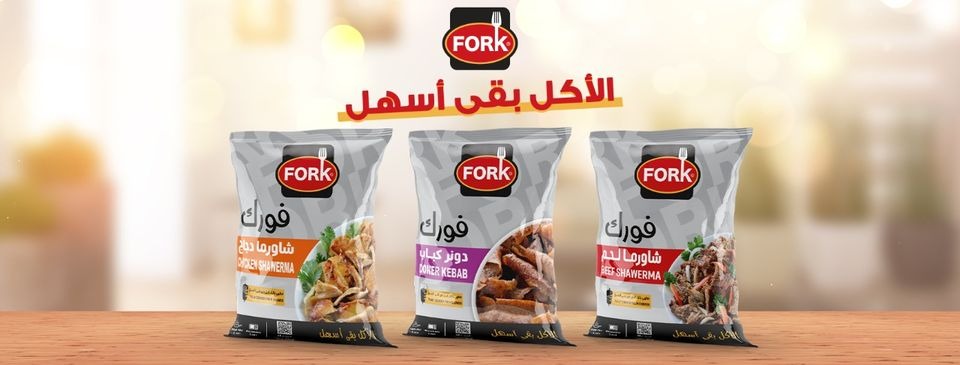 FORK
الأكل بقى أسهل
FORK
فورك
شاورما دجاج
CHICKEN SHAWERMA
الأكل بقى أسهل
FORK
فورك
دونر كباب
DONER KEBAB
الأكل بقى أسهل
FORK
فورك
شاورما لحم
BEEF SHAWERMA
الأكل بقى أسهل